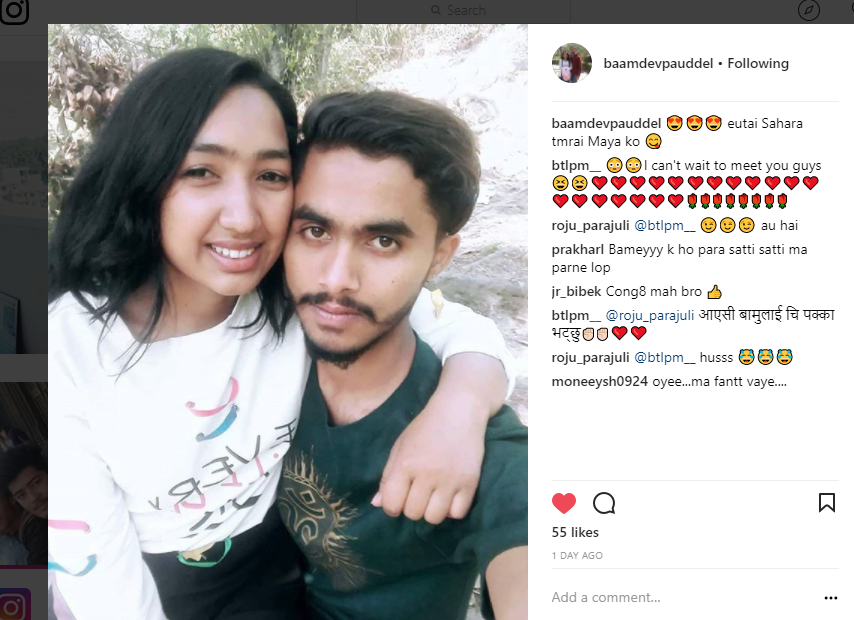 Search
baamdevpauddel • Following
baamdevpauddel 😍😍😍 eutai Sahara
tmrai Maya ko 😋
btlpm__ 😳😳I can't wait to meet you guys
😆😆❤❤❤❤❤❤❤❤❤❤❤❤
❤❤❤❤❤❤❤🌹🌹🌹🌹🌹🌹🌹
roju_parajuli @btlpm__ 😉😉😉 au hai
prakharl Bameyyy k ho para satti satti ma
parne lop
jr_bibek Cong8 mah bro 👍
btlpm__ @roju_parajuli आएसी बामुलाई चि पक्का
भट्छु✊🏻✊🏻❤❤
roju_parajuli @btlpm__ husss
moneeysh0924 oyee...ma fantt vaye....
55 likes
1 DAY AGO
Add a comment...